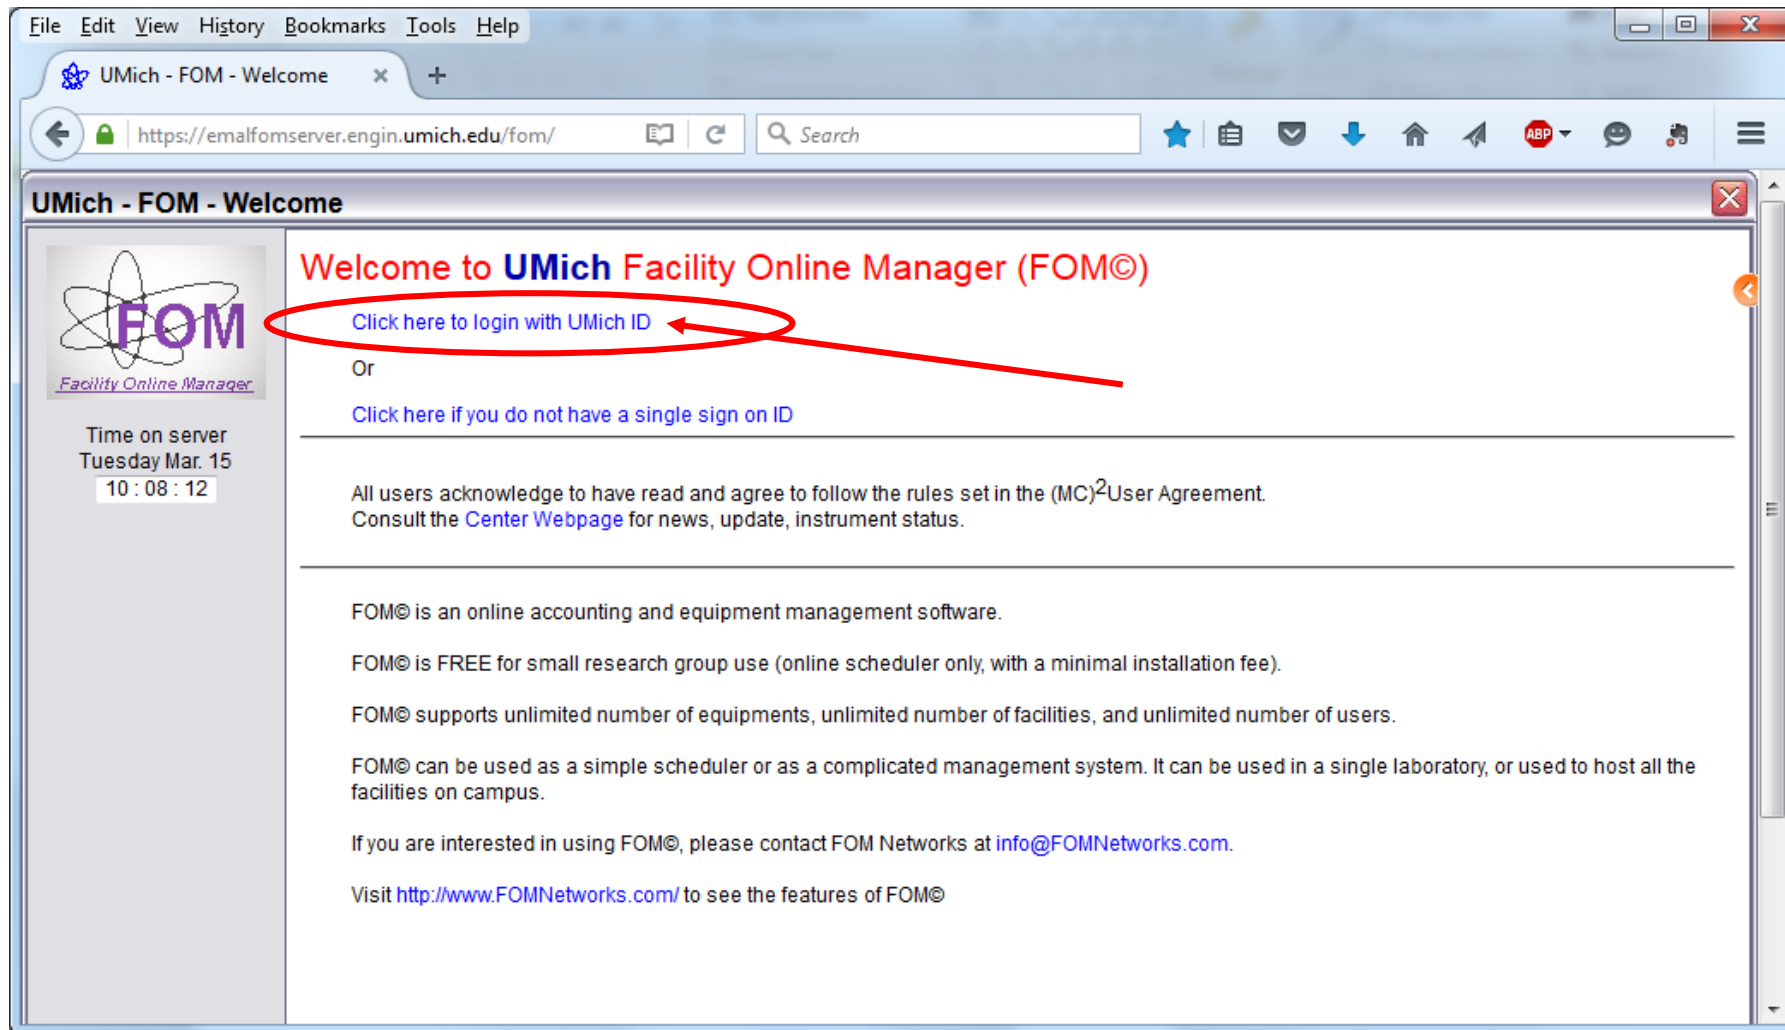 File Edit View History Bookmarks Tools Help
UMich - FOM - Welcome
https://emalfomserver.engin.umich.edu/fom/ Search ABP
UMich - FOM - Welcome
FOM
Facility Online Manager
Time on server
Tuesday Mar. 15
10 : 08 : 12
Welcome to UMich Facility Online Manager (FOM©)
Click here to login with UMich ID
Or
Click here if you do not have a single sign on ID
All users acknowledge to have read and agree to follow the rules set in the (MC)2User Agreement.
Consult the Center Webpage for news, update, instrument status.
FOM© is an online accounting and equipment management software.
FOM© is FREE for small research group use (online scheduler only, with a minimal installation fee).
FOM© supports unlimited number of equipments, unlimited number of facilities, and unlimited number of users.
FOM© can be used as a simple scheduler or as a complicated management system. It can be used in a single laboratory, or used to host all the
facilities on campus.
If you are interested in using FOM©, please contact FOM Networks at info@FOMNetworks.com.
Visit http://www.FOMNetworks.com/ to see the features of FOM©